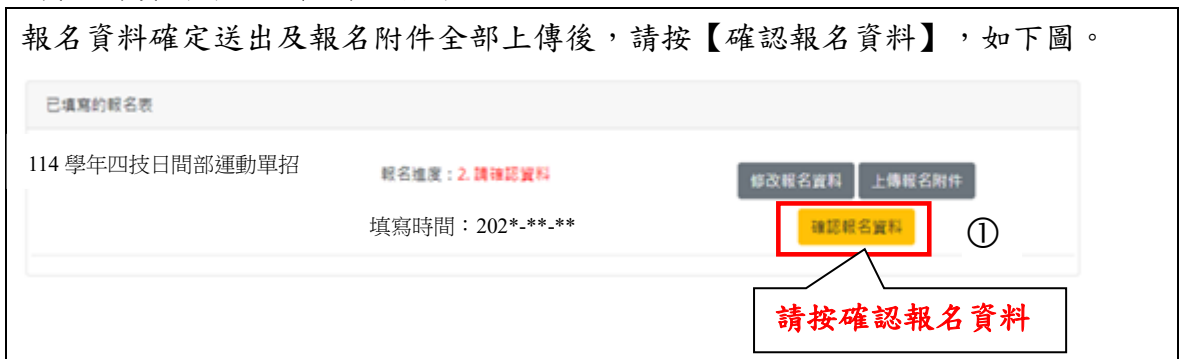 報名資料確定送出及報名附件全部上傳後，請按【確認報名資料】，如下圖。
已填寫的報名表
114 學年四技日間部運動單招
報名進度：2. 請確認資料
修改報名資料 上傳報名附件
填寫時間：202*-**-**
確認報名資料 ①
請按確認報名資料